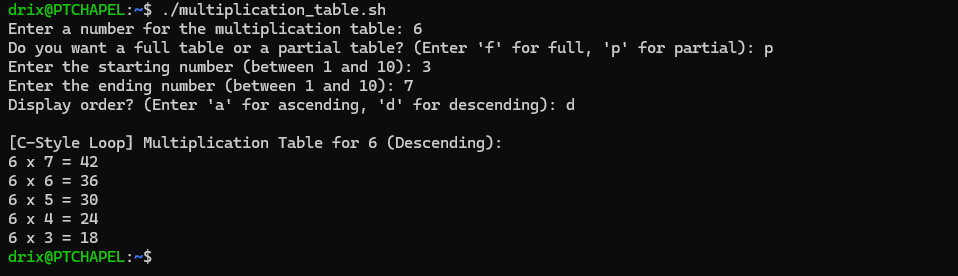 drix@PTCHAPEL:~$ ./multiplication_table.sh
Enter a number for the multiplication table: 6
Do you want a full table or a partial table? (Enter 'f' for full, 'p' for partial): p
Enter the starting number (between 1 and 10): 3
Enter the ending number (between 1 and 10): 7
Display order? (Enter 'a' for ascending, 'd' for descending): d

[C-Style Loop] Multiplication Table for 6 (Descending):
6 x 7 = 42
6 x 6 = 36
6 x 5 = 30
6 x 4 = 24
6 x 3 = 18
drix@PTCHAPEL:~$